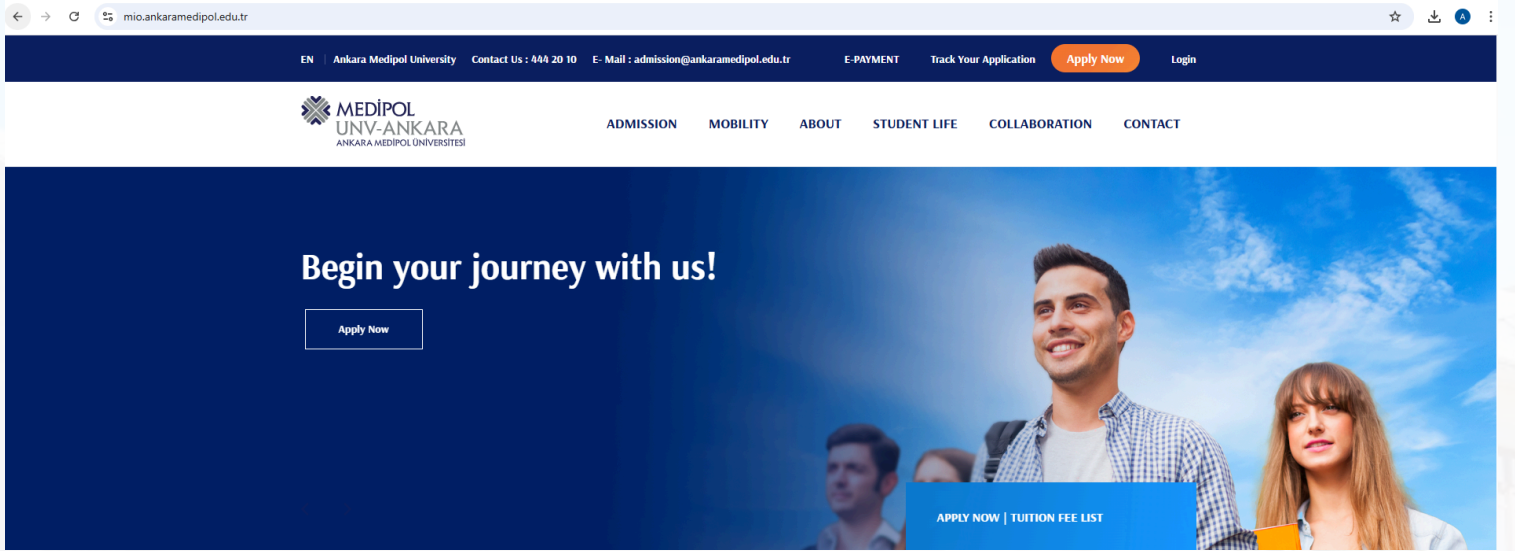 mio.ankaramedipol.edu.tr
A
EN | Ankara Medipol University Contact Us : 444 20 10 E- Mail : admission@ankaramedipol.edu.tr E-PAYMENT Track Your Application Apply Now Login
MEDİPOL
UNV-ANKARA
ANKARA MEDİPOL ÜNİVERSİTESİ
ADMISSION MOBILITY ABOUT STUDENT LIFE COLLABORATION CONTACT
Begin your journey with us!
Apply Now
APPLY NOW | TUITION FEE LIST